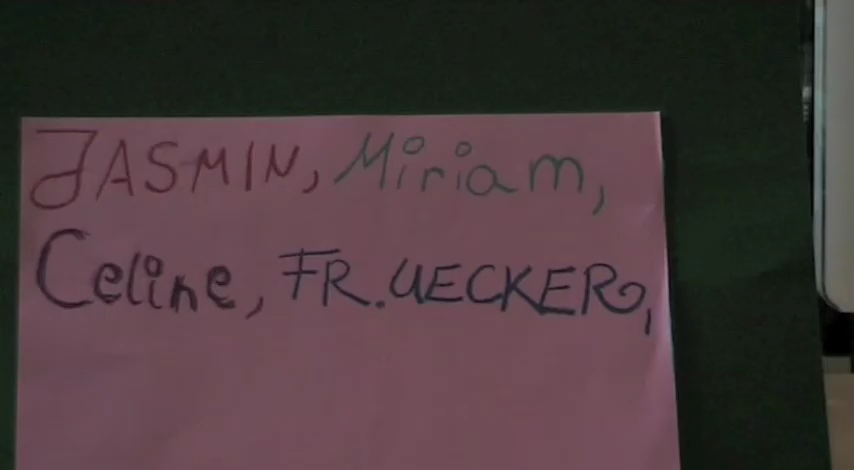 JASMIN, Miriam,
Celine, FR. UECKER,